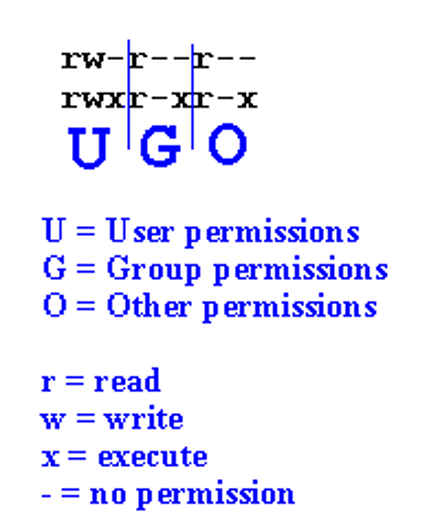 rw-r--r--
rwxr-xr-x
U G O
U = User permissions
G = Group permissions
O = Other permissions
r = read
w = write
x = execute
- = no permission